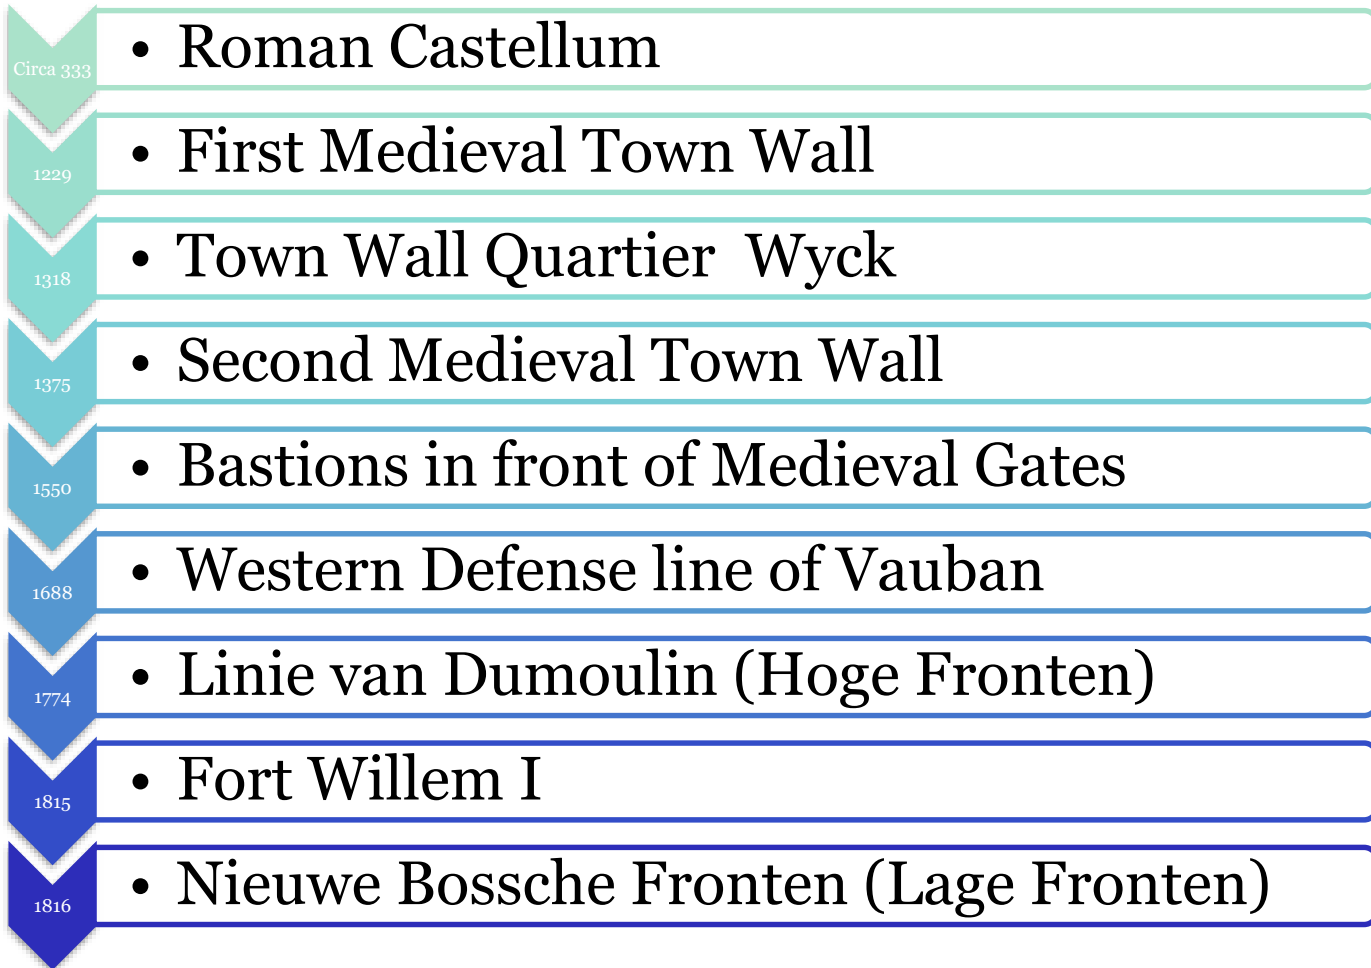 Circa 333
• Roman Castellum
1229
• First Medieval Town Wall
1318
• Town Wall Quartier  Wyck
1375
• Second Medieval Town Wall
1550
• Bastions in front of Medieval Gates
1688
• Western Defense line of Vauban
1774
• Linie van Dumoulin (Hoge Fronten)
1815
• Fort Willem I
1816
• Nieuwe Bossche Fronten (Lage Fronten)